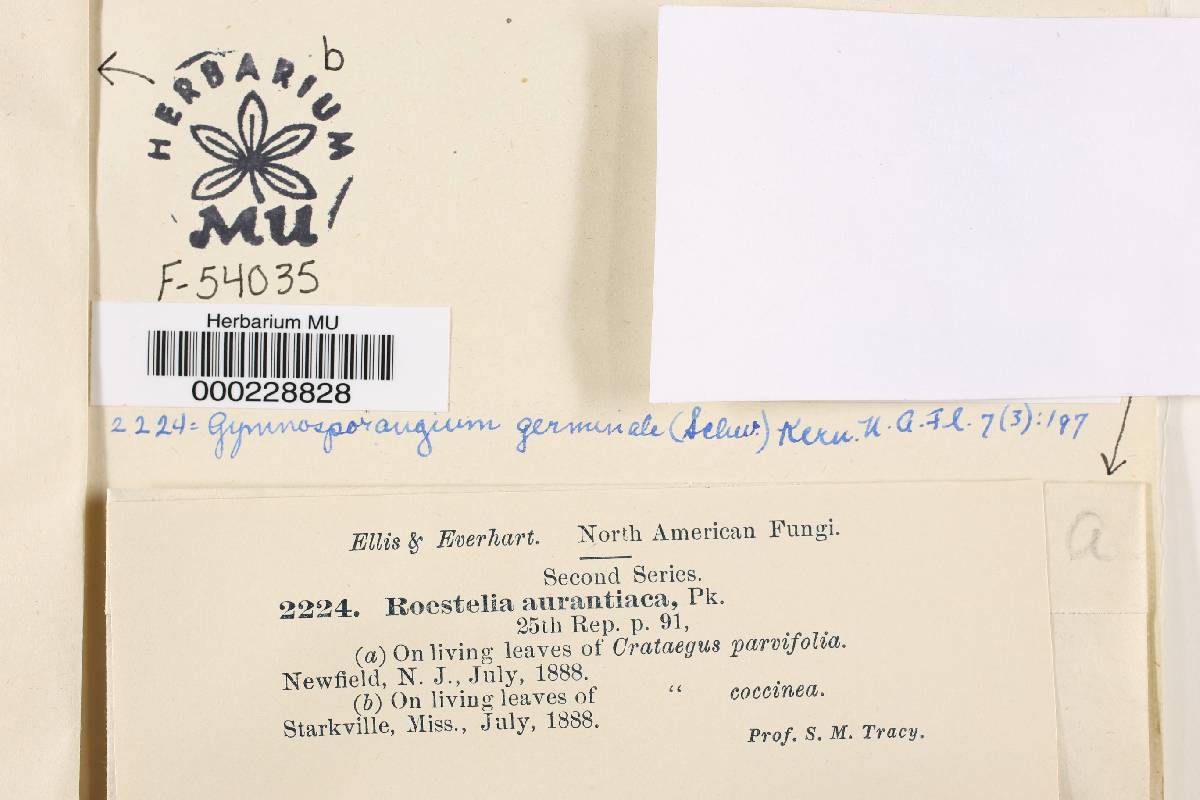 b
HERBARIUM
MU
F-54035
Herbarium MU
000228828
2224= Gymnosporangium germinale (Schw.) Kern. N. A. Fl. 7(3):197
a
Ellis & Everhart. North American Fungi.
Second Series.
2224. Roestelia aurantiaca, Pk.
25th Rep. p. 91,
(a) On living leaves of Crataegus parvifolia.
Newfield, N. J., July, 1888.
(b) On living leaves of “ coccinea.
Starkville, Miss., July, 1888.
Prof. S. M. Tracy.